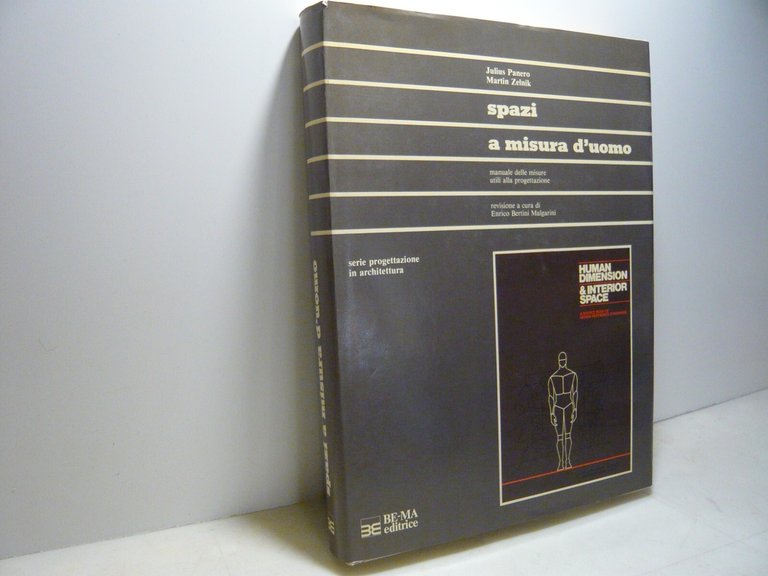 Julius Panero
Martin Zelnik
spazi
a misura d'uomo
manuale delle misure
utili alla progettazione
revisione a cura di
Enrico Bertini Malgarini
serie progettazione
in architettura
HUMAN
DIMENSION
& INTERIOR
SPACE
BE-MA
editrice
spazi a misura d'uomo